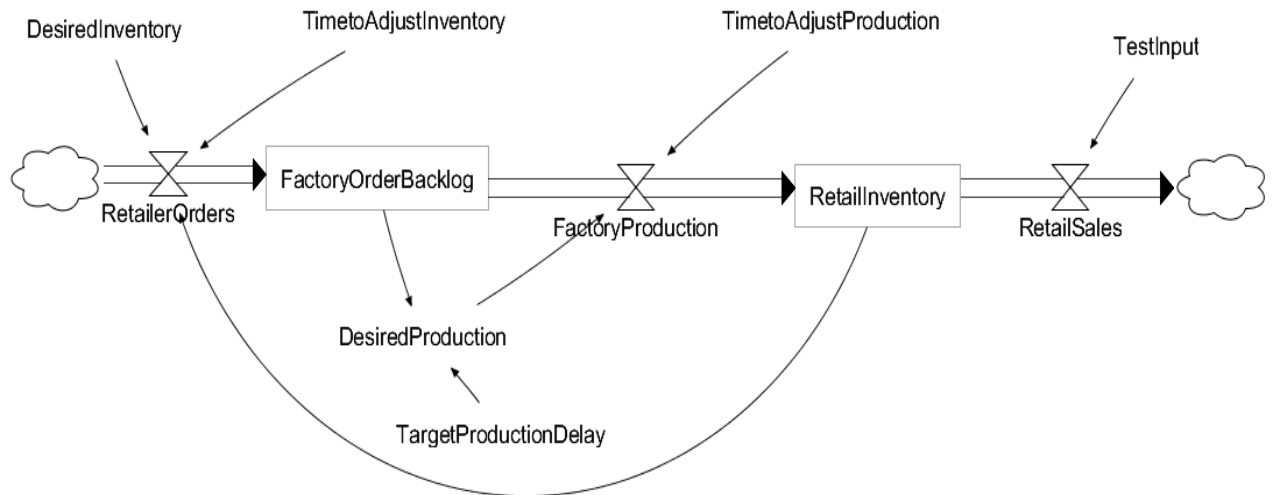 DesiredInventory
TimetoAdjustInventory
TimetoAdjustProduction
TestInput
FactoryOrderBacklog
RetailInventory
RetailerOrders
FactoryProduction
RetailSales
DesiredProduction
TargetProductionDelay